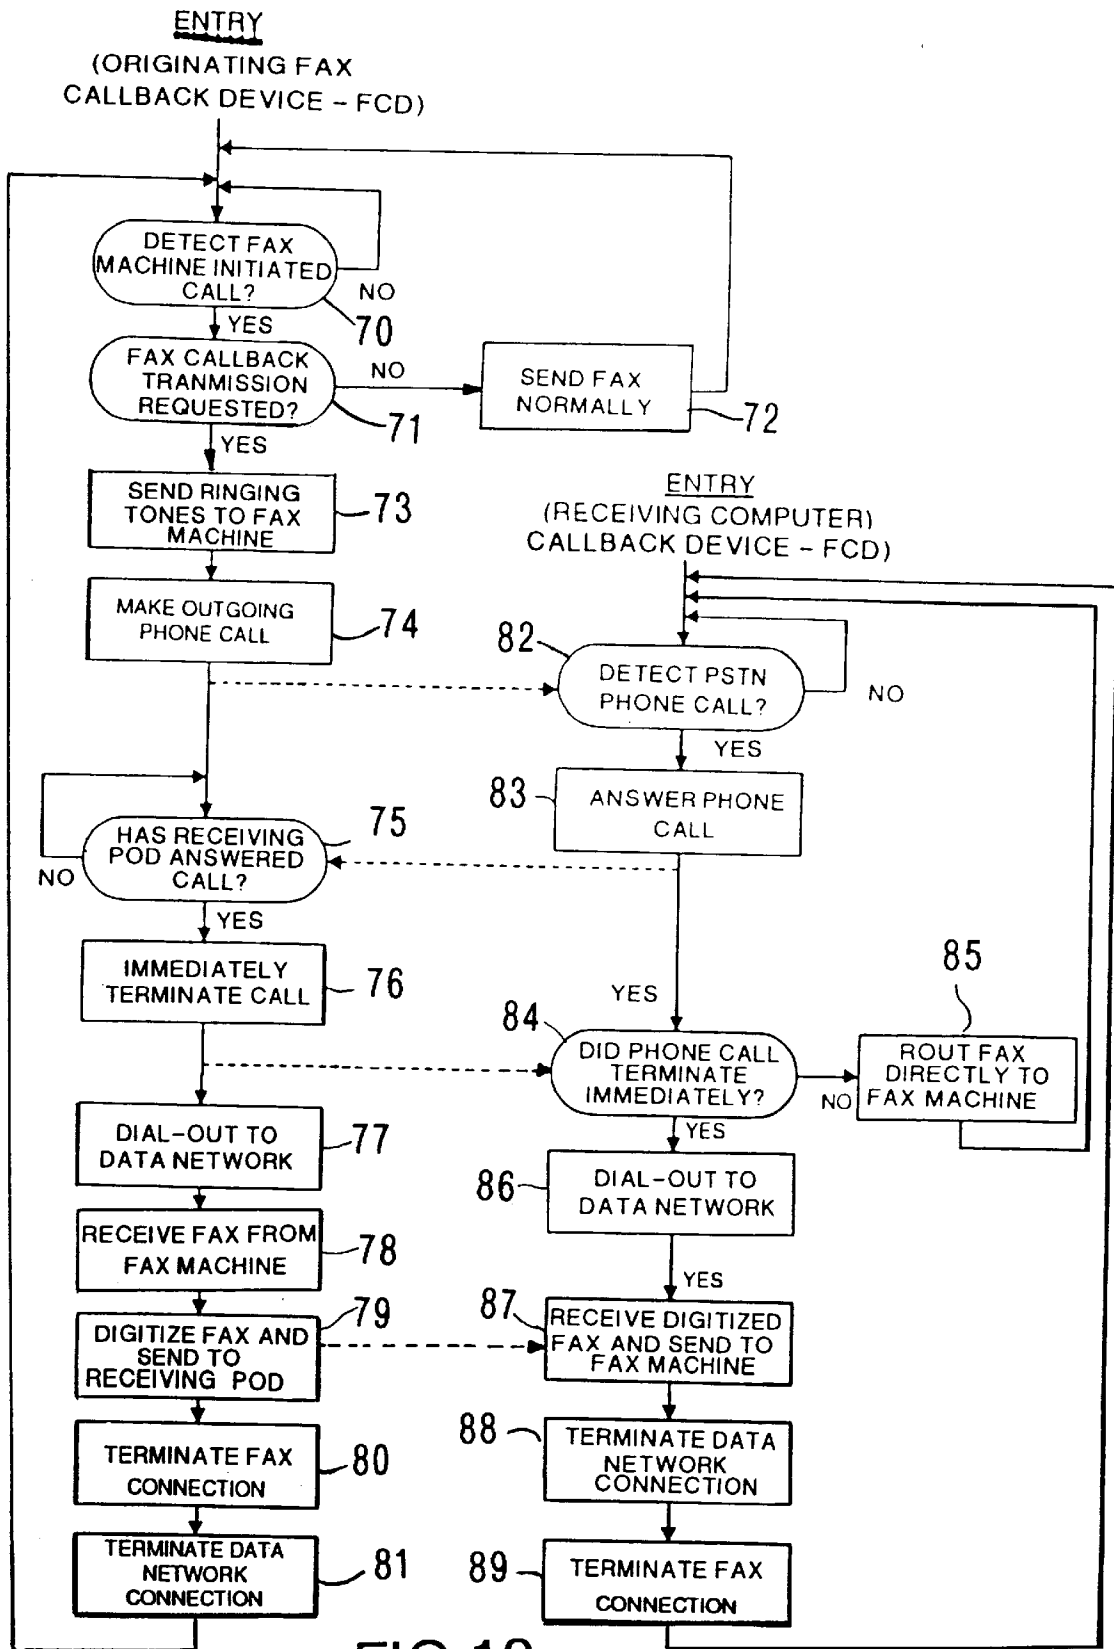 ENTRY
(ORIGINATING FAX
CALLBACK DEVICE – FCD)
DETECT FAX
MACHINE INITIATED
CALL?
NO
70
YES
FAX CALLBACK
TRANMISSION
REQUESTED?
NO
71
SEND FAX
NORMALLY
72
YES
SEND RINGING
TONES TO FAX
MACHINE
73
MAKE OUTGOING
PHONE CALL
74
ENTRY
(RECEIVING COMPUTER)
CALLBACK DEVICE – FCD)
82
DETECT PSTN
PHONE CALL?
NO
YES
83
ANSWER PHONE
CALL
HAS RECEIVING
POD ANSWERED
CALL?
75
NO
YES
IMMEDIATELY
TERMINATE CALL
76
YES
84
DID PHONE CALL
TERMINATE
IMMEDIATELY?
NO
85
ROUT FAX
DIRECTLY TO
FAX MACHINE
YES
DIAL-OUT TO
DATA NETWORK
77
86
DIAL-OUT TO
DATA NETWORK
YES
RECEIVE FAX FROM
FAX MACHINE
78
DIGITIZE FAX AND
SEND TO
RECEIVING POD
79
87
RECEIVE DIGITIZED
FAX AND SEND TO
FAX MACHINE
TERMINATE FAX
CONNECTION
80
88
TERMINATE DATA
NETWORK
CONNECTION
TERMINATE DATA
NETWORK
CONNECTION
81
89
TERMINATE FAX
CONNECTION